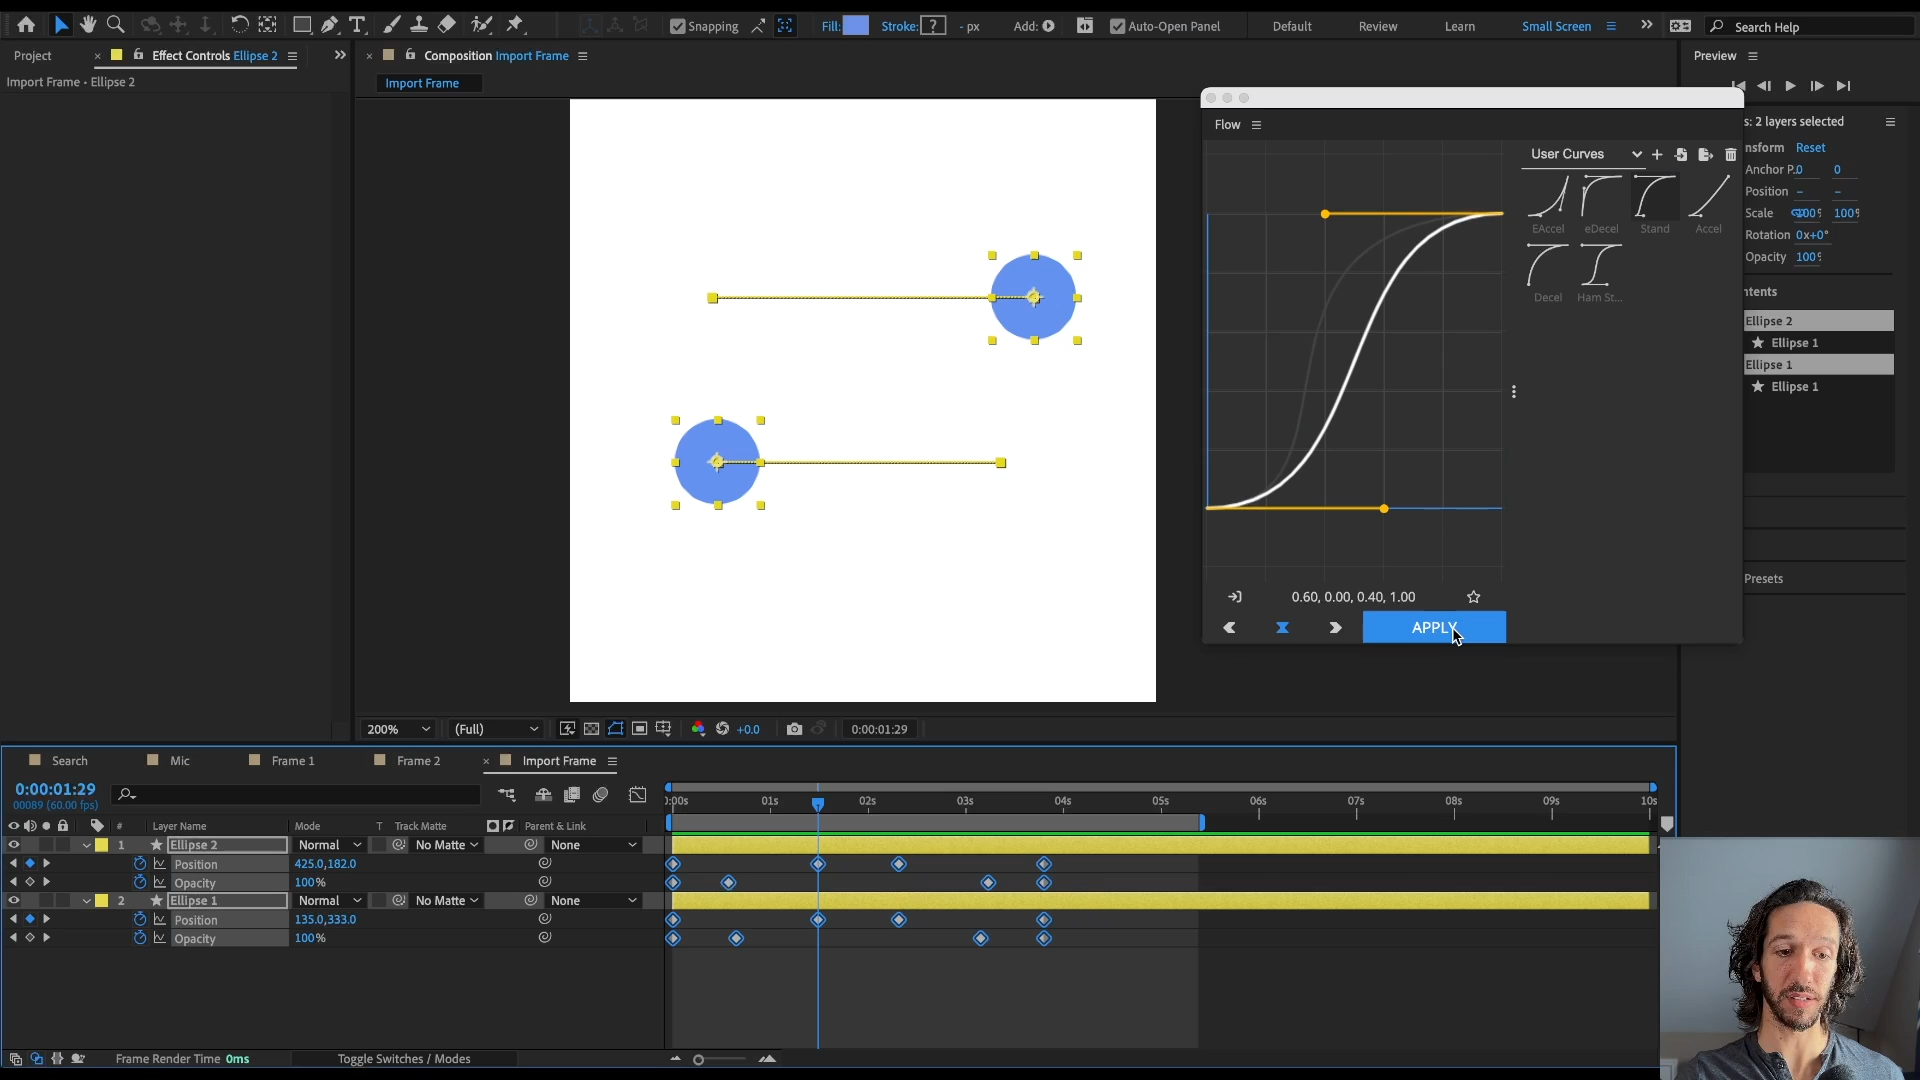 Snapping
Fill:
Stroke:
?
- px
Add:
Auto-Open Panel
Default
Review
Learn
Small Screen
Search Help
Project
Effect Controls Ellipse 2
Composition Import Frame
Preview
Import Frame • Ellipse 2
Import Frame
Flow
s: 2 layers selected
User Curves
nsform
Reset
Anchor P..
0
0
Position
–
–
Scale
100%
100%
Rotation
0x+0°
Opacity
100%
EAccel
eDecel
Stand
Accel
Decel
Ham St...
ntents
Ellipse 2
Ellipse 1
Ellipse 1
Ellipse 1
Presets
0.60, 0.00, 0.40, 1.00
APPLY
200%
(Full)
+0.0
0:00:01:29
Search
Mic
Frame 1
Frame 2
Import Frame
0:00:01:29
00089 (60.00 fps)
):00s
01s
02s
03s
04s
05s
06s
07s
08s
09s
10s
#
Layer Name
Mode
T
Track Matte
Parent & Link
1
Ellipse 2
Normal
No Matte
None
Position
425.0,182.0
Opacity
100%
2
Ellipse 1
Normal
No Matte
None
Position
135.0,333.0
Opacity
100%
Frame Render Time 0ms
Toggle Switches / Modes